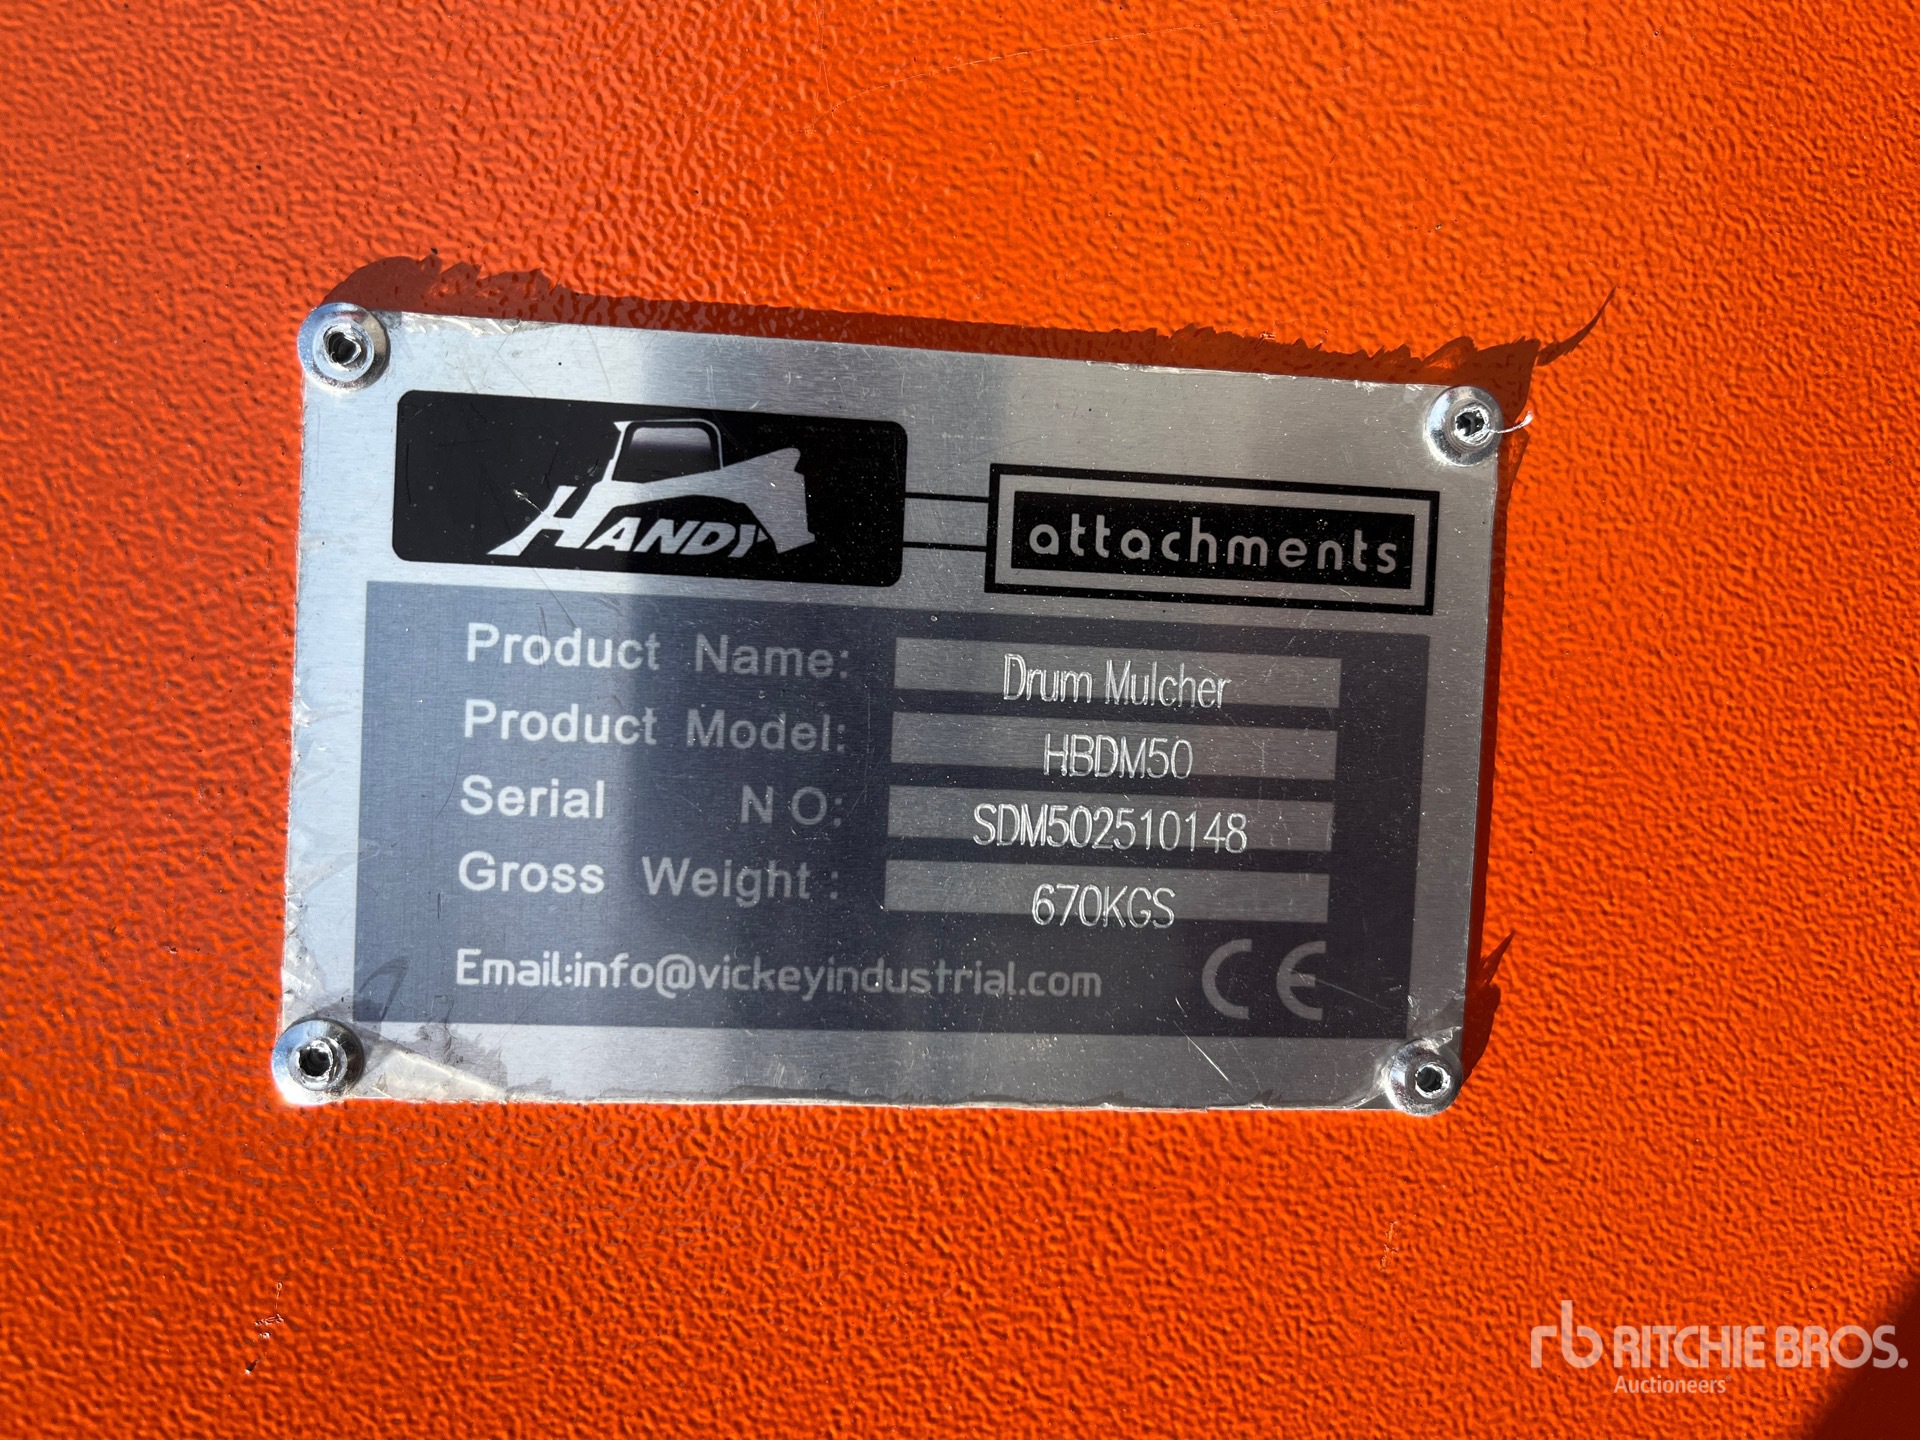 HANDY
attachments
Product Name: Drum Mulcher
Product Model: HBDM50
Serial NO: SDM502510148
Gross Weight: 670KGS
Email:info@vickeyindustrial.com CE
rb RITCHIE BROS.
Auctioneers